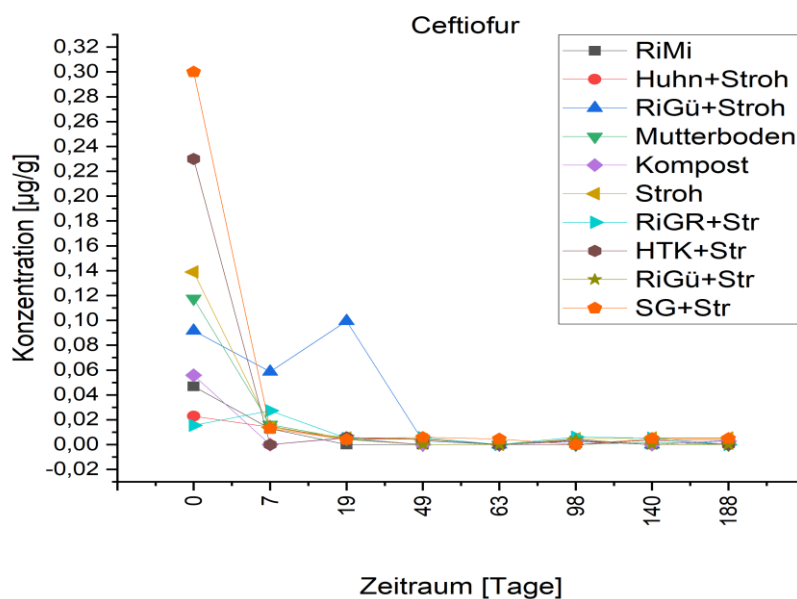 Ceftiofur
Konzentration [µg/g]
0,32
0,30
0,28
0,26
0,24
0,22
0,20
0,18
0,16
0,14
0,12
0,10
0,08
0,06
0,04
0,02
0,00
-0,02
RiMi
Huhn+Stroh
RiGü+Stroh
Mutterboden
Kompost
Stroh
RiGR+Str
HTK+Str
RiGü+Str
SG+Str
0
7
19
49
63
98
140
188
Zeitraum [Tage]